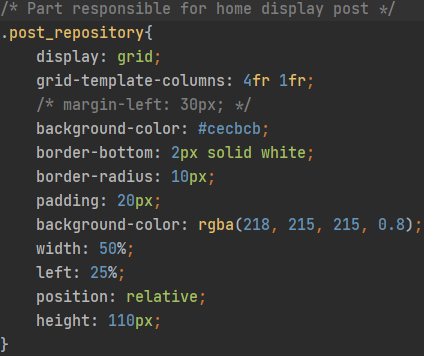 /* Part responsible for home display post */
.post_repository{
    display: grid;
    grid-template-columns: 4fr 1fr;
    /* margin-left: 30px; */
    background-color: #cecbcb;
    border-bottom: 2px solid white;
    border-radius: 10px;
    padding: 20px;
    background-color: rgba(218, 215, 215, 0.8);
    width: 50%;
    left: 25%;
    position: relative;
    height: 110px;
}